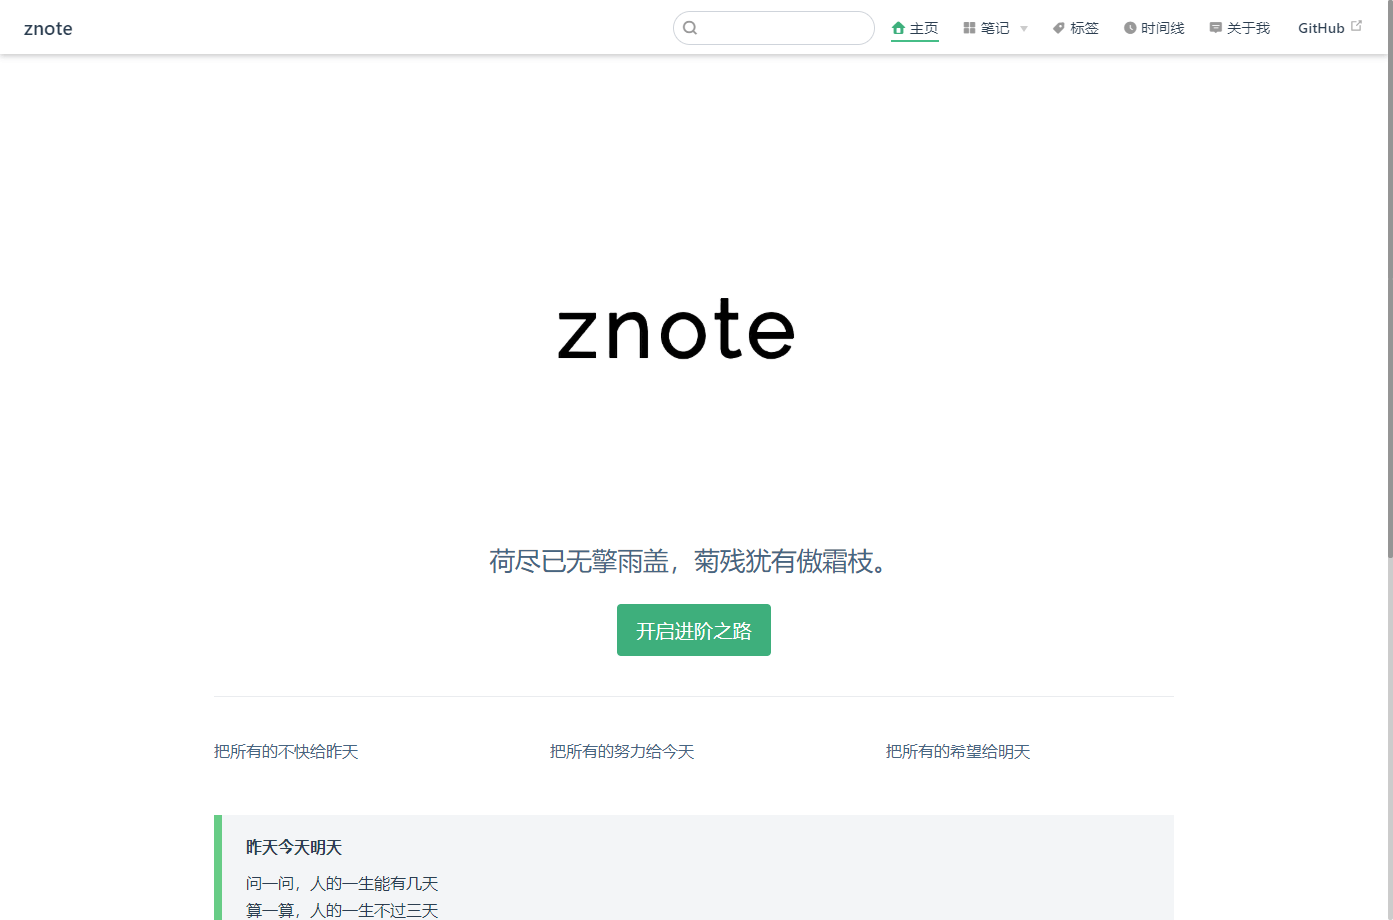 znote
主页
笔记
标签
时间线
关于我
GitHub
znote
荷尽已无擎雨盖，菊残犹有傲霜枝。
开启进阶之路
把所有的不快给昨天
把所有的努力给今天
把所有的希望给明天
昨天今天明天
问一问，人的一生能有几天
算一算，人的一生不过三天